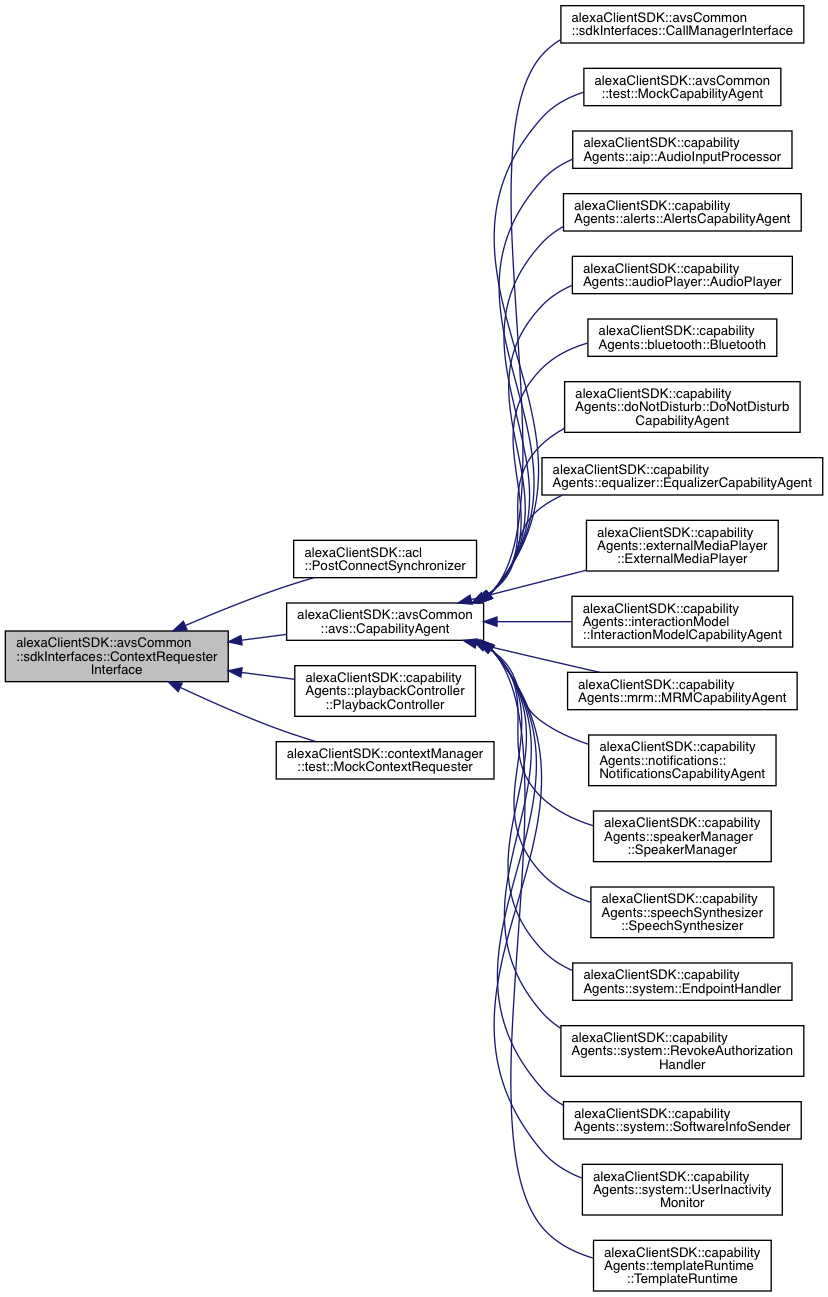 alexaClientSDK::avsCommon
::sdkInterfaces::CallManagerInterface
alexaClientSDK::avsCommon
::test::MockCapabilityAgent
alexaClientSDK::capability
Agents::aip::AudioInputProcessor
alexaClientSDK::capability
Agents::alerts::AlertsCapabilityAgent
alexaClientSDK::capability
Agents::audioPlayer::AudioPlayer
alexaClientSDK::capability
Agents::bluetooth::Bluetooth
alexaClientSDK::capability
Agents::doNotDisturb::DoNotDisturb
CapabilityAgent
alexaClientSDK::capability
Agents::equalizer::EqualizerCapabilityAgent
alexaClientSDK::capability
Agents::externalMediaPlayer
::ExternalMediaPlayer
alexaClientSDK::acl
::PostConnectSynchronizer
alexaClientSDK::avsCommon
::avs::CapabilityAgent
alexaClientSDK::capability
Agents::interactionModel
::InteractionModelCapabilityAgent
alexaClientSDK::avsCommon
::sdkInterfaces::ContextRequester
Interface
alexaClientSDK::capability
Agents::playbackController
::PlaybackController
alexaClientSDK::capability
Agents::mrm::MRMCapabilityAgent
alexaClientSDK::contextManager
::test::MockContextRequester
alexaClientSDK::capability
Agents::notifications::
NotificationsCapabilityAgent
alexaClientSDK::capability
Agents::speakerManager
::SpeakerManager
alexaClientSDK::capability
Agents::speechSynthesizer
::SpeechSynthesizer
alexaClientSDK::capability
Agents::system::EndpointHandler
alexaClientSDK::capability
Agents::system::RevokeAuthorization
Handler
alexaClientSDK::capability
Agents::system::SoftwareInfoSender
alexaClientSDK::capability
Agents::system::UserInactivity
Monitor
alexaClientSDK::capability
Agents::templateRuntime
::TemplateRuntime